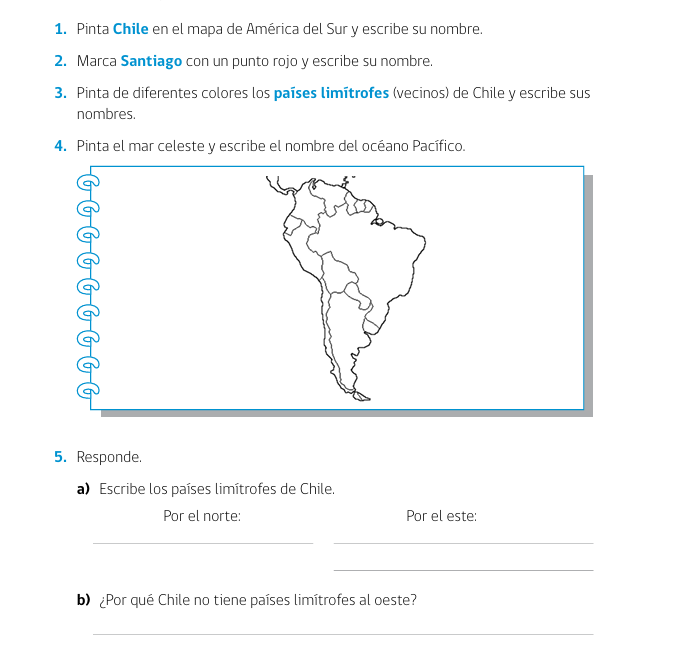 1. Pinta Chile en el mapa de América del Sur y escribe su nombre.
2. Marca Santiago con un punto rojo y escribe su nombre.
3. Pinta de diferentes colores los países limítrofes (vecinos) de Chile y escribe sus
nombres.
4. Pinta el mar celeste y escribe el nombre del océano Pacífico.
5. Responde.
a) Escribe los países limítrofes de Chile.
Por el norte: Por el este:
b) ¿Por qué Chile no tiene países limítrofes al oeste?